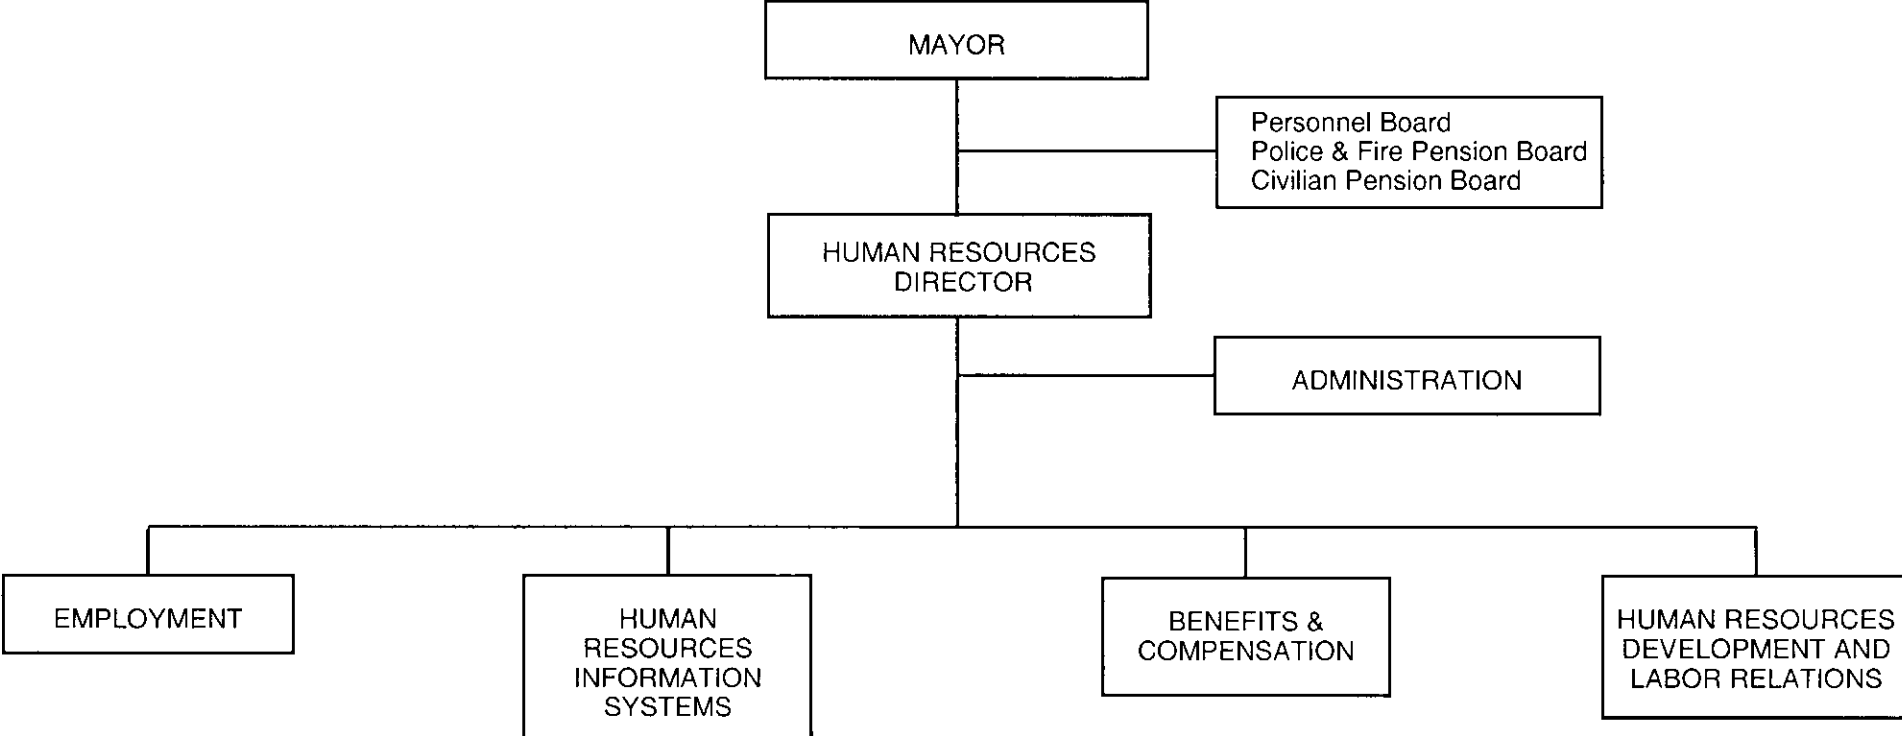 MAYOR
Personnel Board
Police & Fire Pension Board
Civilian Pension Board
HUMAN RESOURCES
DIRECTOR
ADMINISTRATION
EMPLOYMENT
HUMAN
RESOURCES
INFORMATION
SYSTEMS
BENEFITS &
COMPENSATION
HUMAN RESOURCES
DEVELOPMENT AND
LABOR RELATIONS